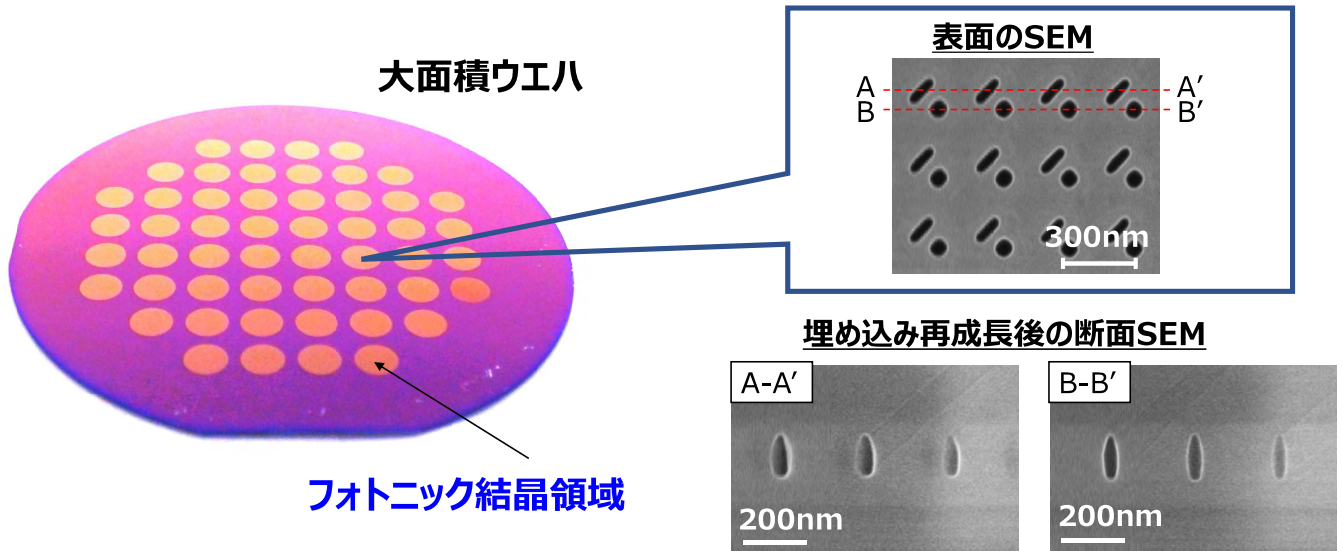 大面積ウエハ
表面のSEM
A
A′
B
B′
300nm
埋め込み再成長後の断面SEM
A-A′
B-B′
200nm
200nm
フォトニック結晶領域